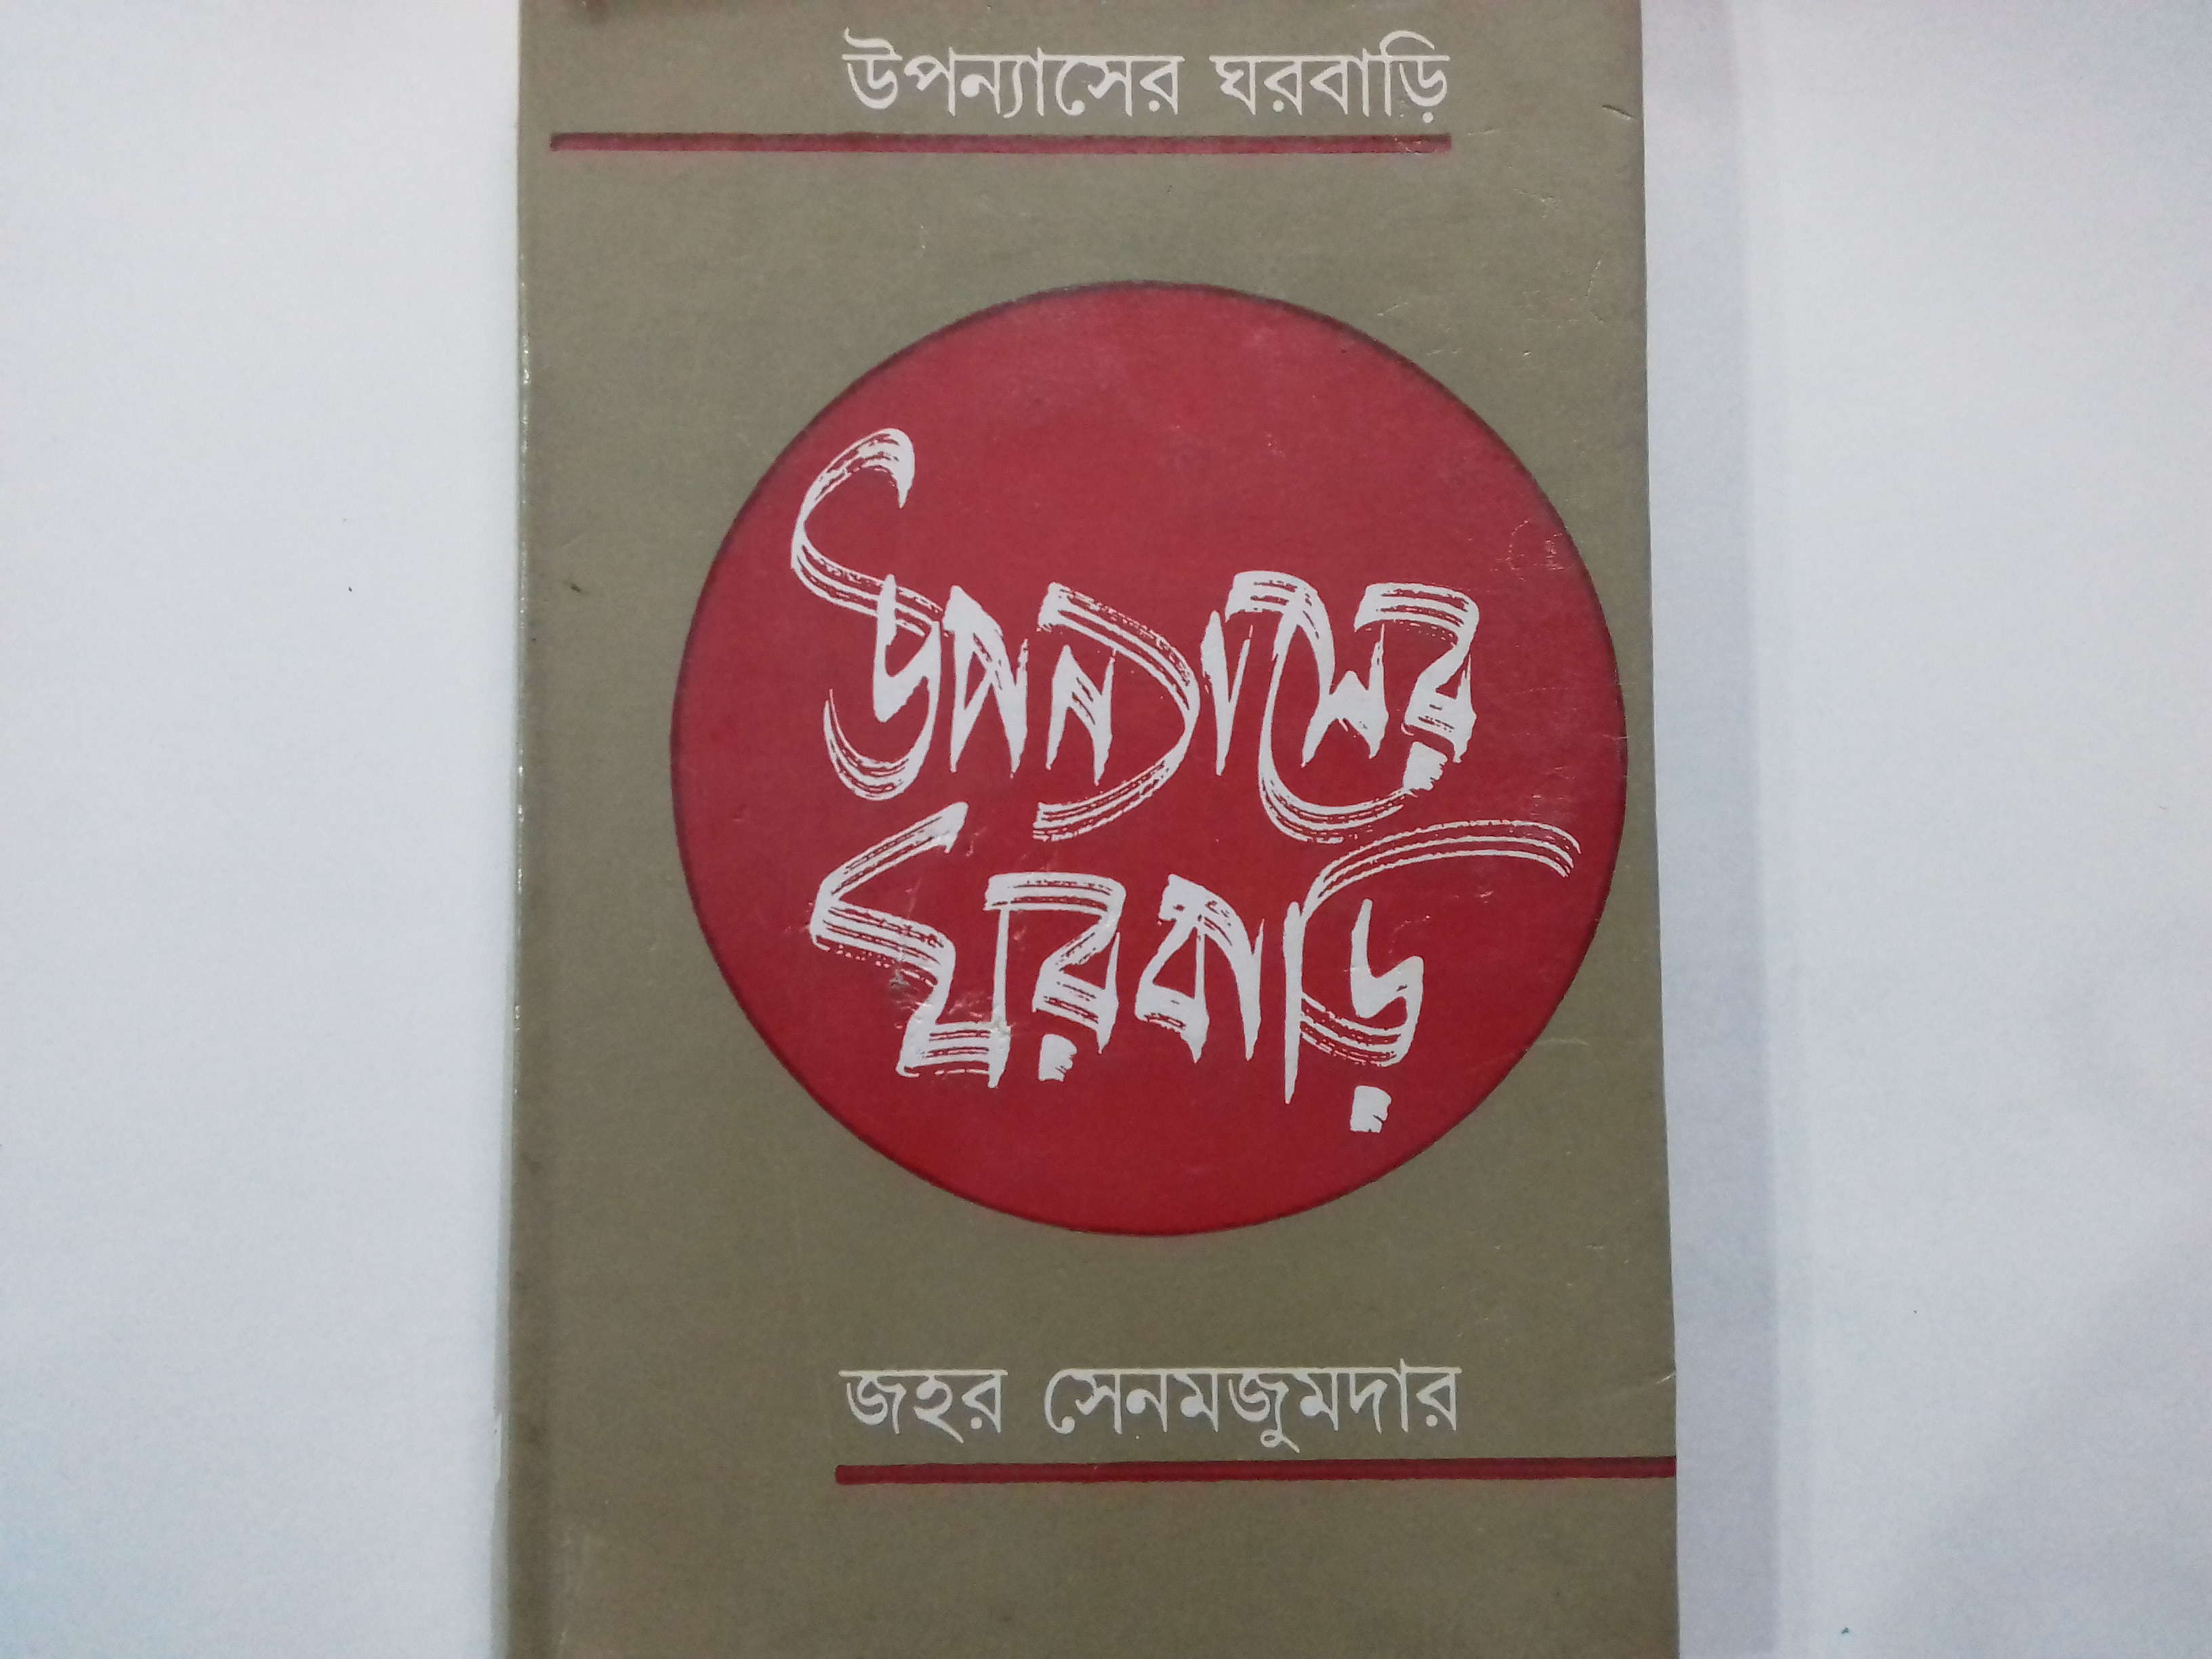 উপন্যাসের ঘরবাড়ি
উপন্যাসের
ঘরবাড়ি
জহর সেনমজুমদার